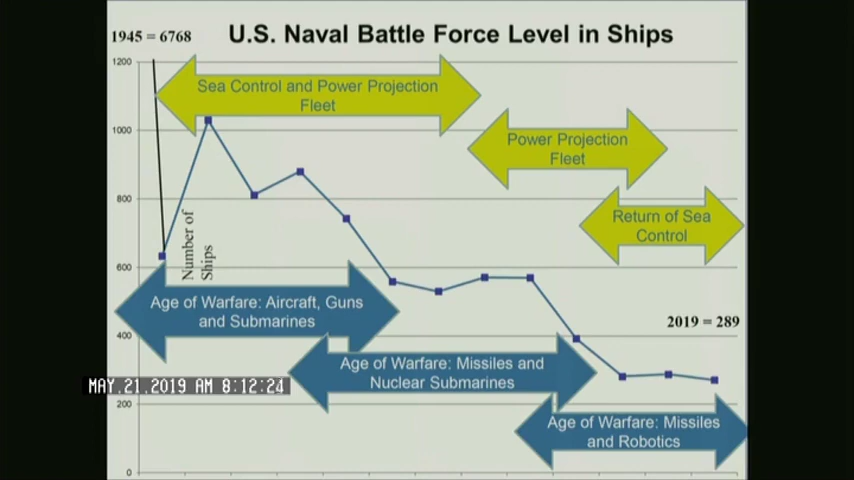 1945 = 6768
U.S. Naval Battle Force Level in Ships
1200
Sea Control and Power Projection
Fleet
1000
Power Projection
Fleet
800
Return of Sea
Control
Number of
Ships
600
Age of Warfare: Aircraft, Guns
and Submarines
2019 = 289
400
Age of Warfare: Missiles and
Nuclear Submarines
MAY.21.2019 AM 8:12:24
200
Age of Warfare: Missiles
and Robotics
0